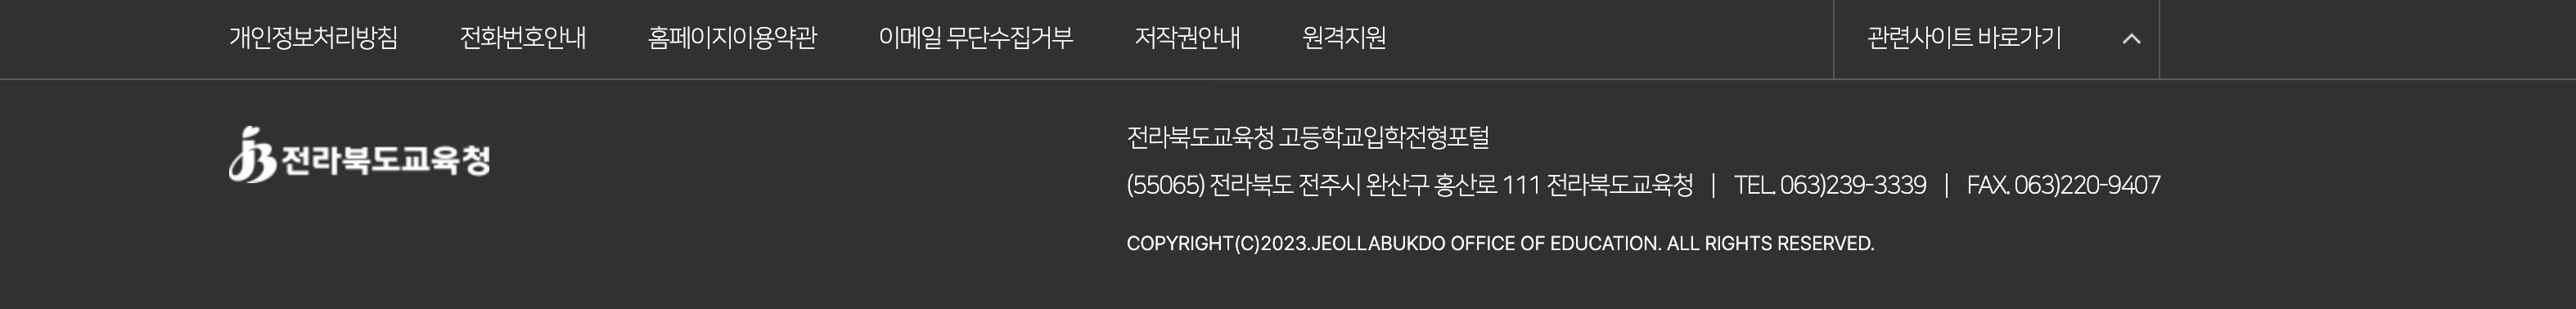 개인정보처리방침 전화번호안내 홈페이지이용약관 이메일 무단수집거부 저작권안내 원격지원 관련사이트 바로가기
전라북도교육청
전라북도교육청 고등학교입학전형포털
(55065) 전라북도 전주시 완산구 홍산로 111 전라북도교육청 | TEL. 063)239-3339 | FAX. 063)220-9407
COPYRIGHT(C)2023.JEOLLABUKDO OFFICE OF EDUCATION. ALL RIGHTS RESERVED.